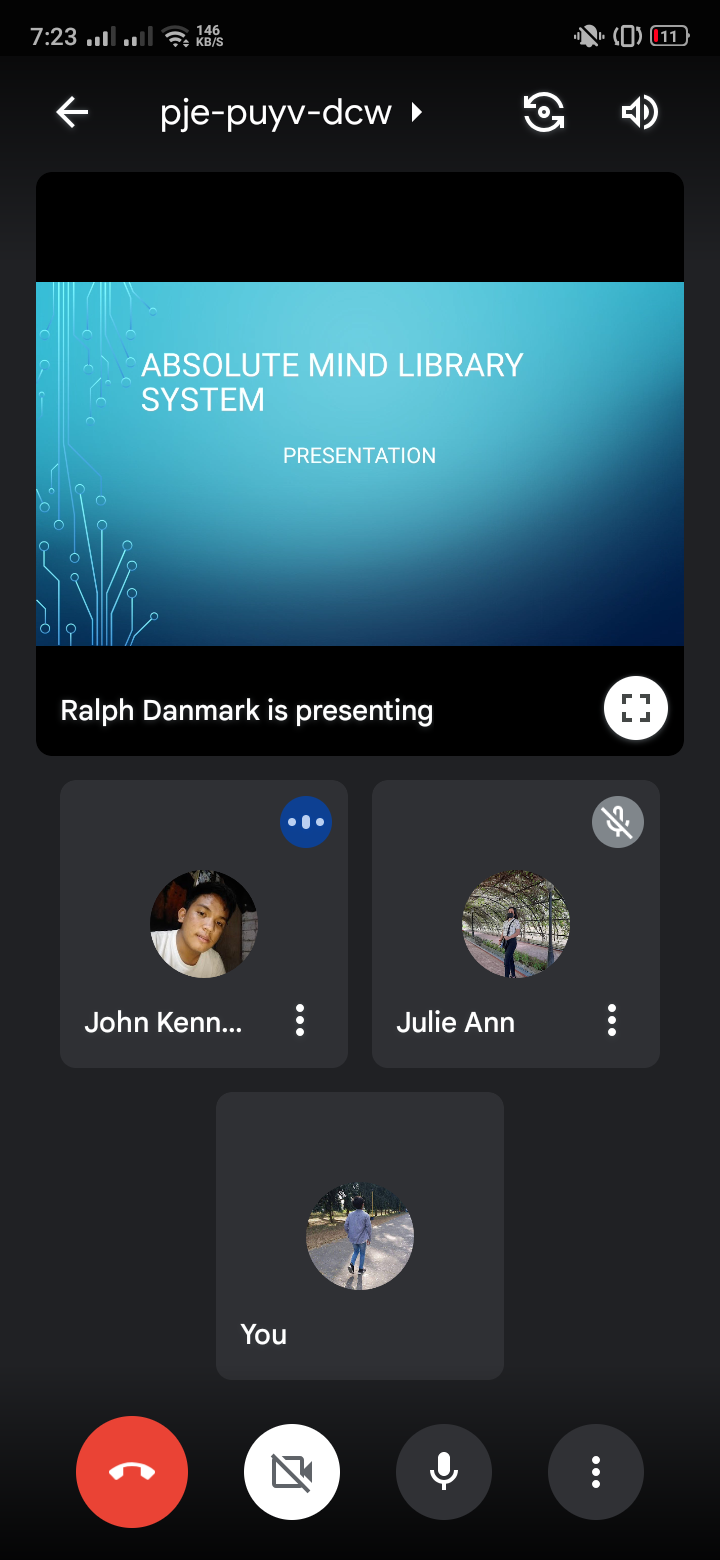 7:23 146 KB/S 11
pje-puyv-dcw
ABSOLUTE MIND LIBRARY
SYSTEM
PRESENTATION
Ralph Danmark is presenting
John Kenn...
Julie Ann
You